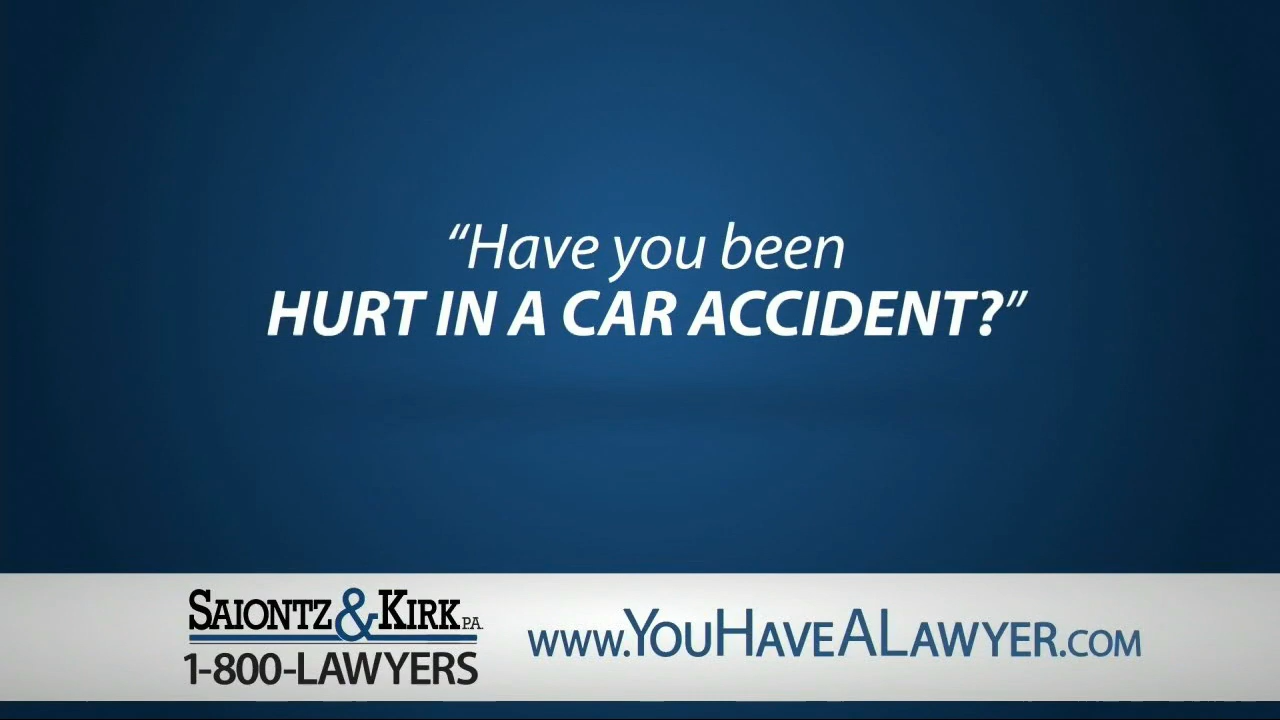 “Have you been
HURT IN A CAR ACCIDENT?”
SAIONTZ & KIRK P.A.
1-800-LAWYERS
WWW.YOUHAVEALAWYER.COM